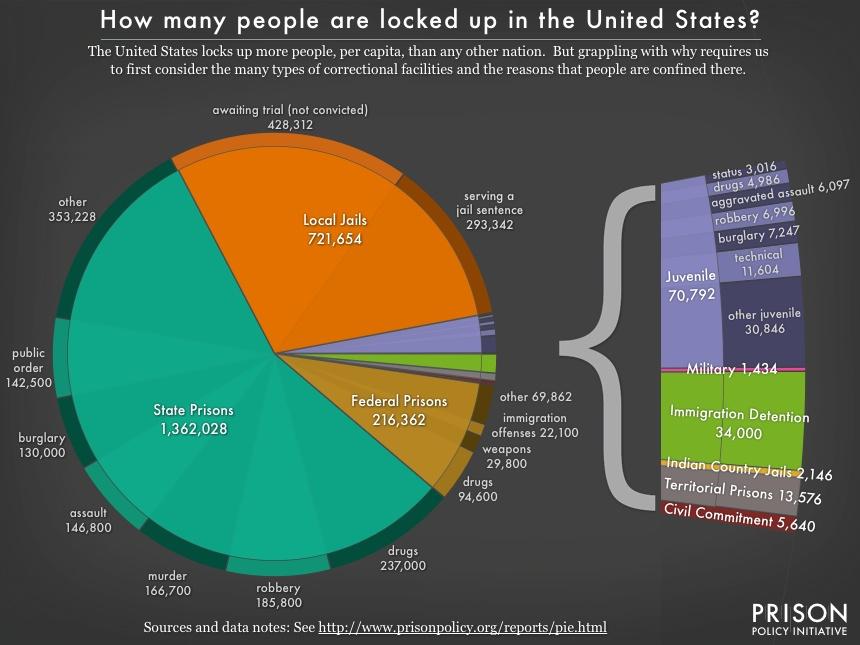 How many people are locked up in the United States?
The United States locks up more people, per capita, than any other nation.  But grappling with why requires us
to first consider the many types of correctional facilities and the reasons that people are confined there.
awaiting trial (not convicted)
428,312
other
353,228
Local Jails
721,654
serving a
jail sentence
293,342
public
order
142,500
State Prisons
1,362,028
Federal Prisons
216,362
burglary
130,000
assault
146,800
murder
166,700
robbery
185,800
drugs
237,000
other 69,862
immigration
offenses 22,100
weapons
29,800
drugs
94,600
status 3,016
drugs 4,986
aggravated assault 6,097
robbery 6,996
burglary 7,247
technical
11,604
Juvenile
70,792
other juvenile
30,846
Military 1,434
Immigration Detention
34,000
Indian Country Jails 2,146
Territorial Prisons 13,576
Civil Commitment 5,640
Sources and data notes: See http://www.prisonpolicy.org/reports/pie.html
PRISON
POLICY INITIATIVE